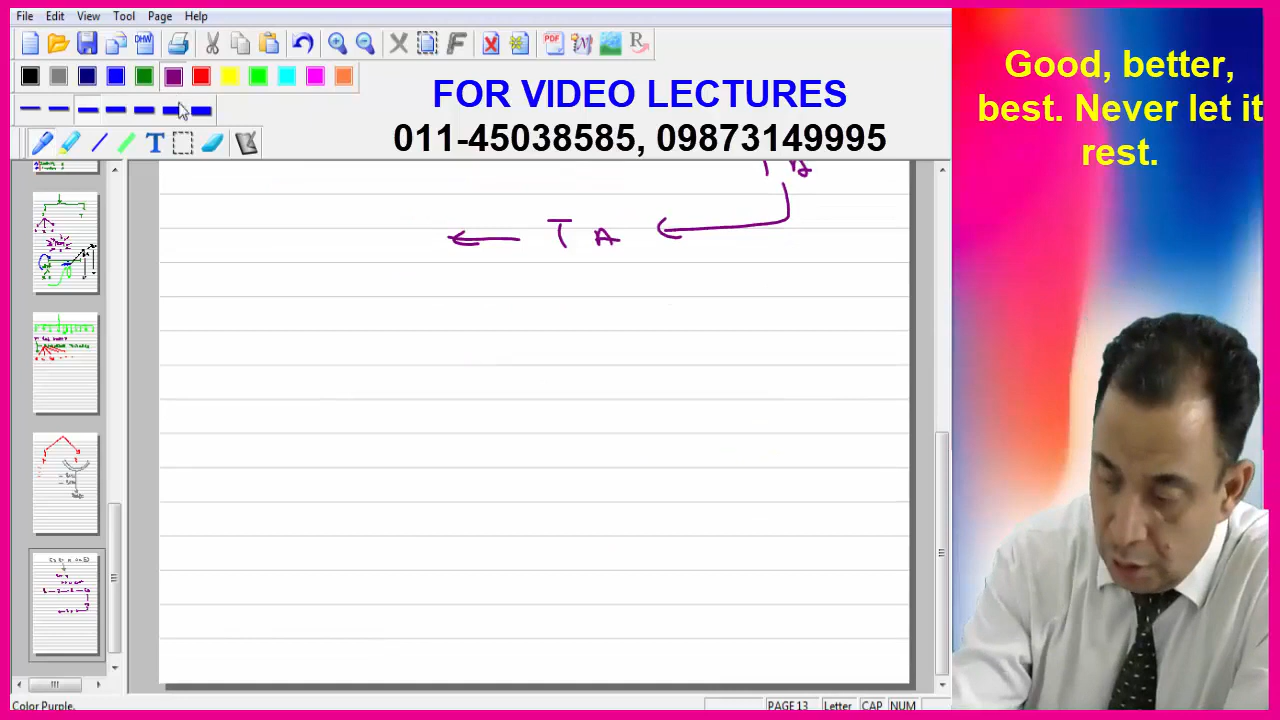 File Edit View Tool Page Help
PDF
FOR VIDEO LECTURES
011-45038585, 09873149995
Good, better,
best. Never let it
rest.
T A
Color Purple.
PAGE 13 Letter CAP NUM